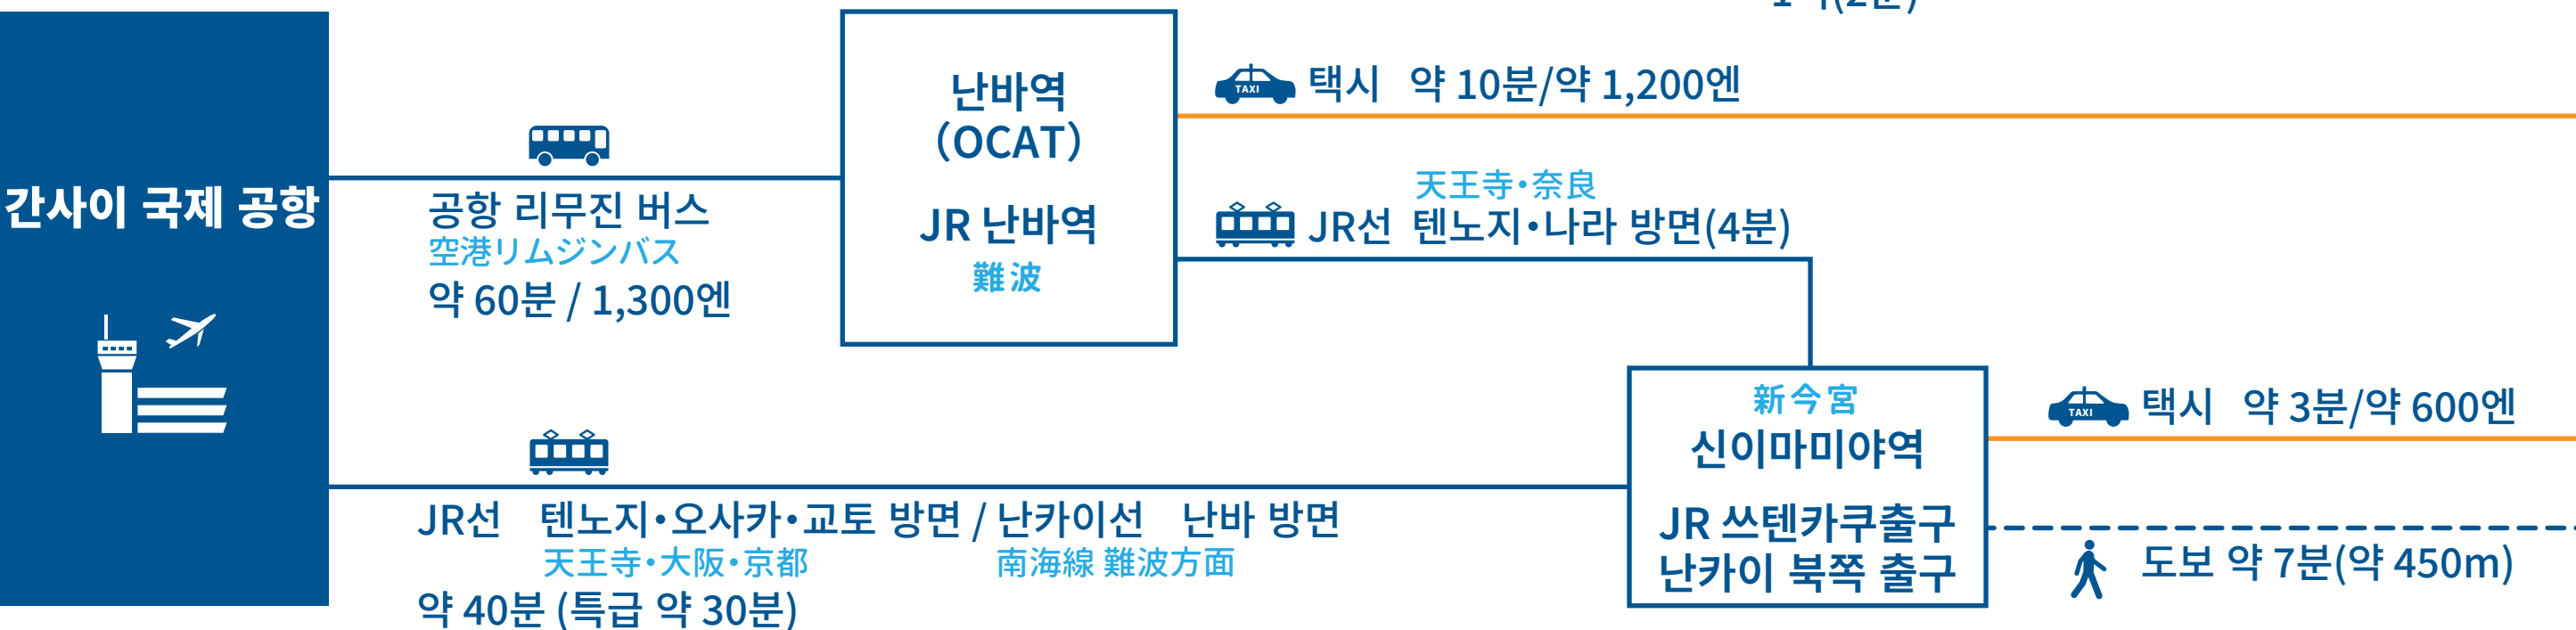 간사이 국제 공항
공항 리무진 버스
空港リムジンバス
약 60분 / 1,300엔
난바역
(OCAT)
JR 난바역
難波
TAXI 택시 약 10분/약 1,200엔
天王寺・奈良
JR선 텐노지・나라 방면(4분)
JR선 텐노지・오사카・교토 방면 / 난카이선 난바 방면
天王寺・大阪・京都 南海線 難波方面
약 40분 (특급 약 30분)
新今宮
신이마미야역
JR 쓰텐카쿠출구
난카이 북쪽 출구
TAXI 택시 약 3분/약 600엔
도보 약 7분(약 450m)